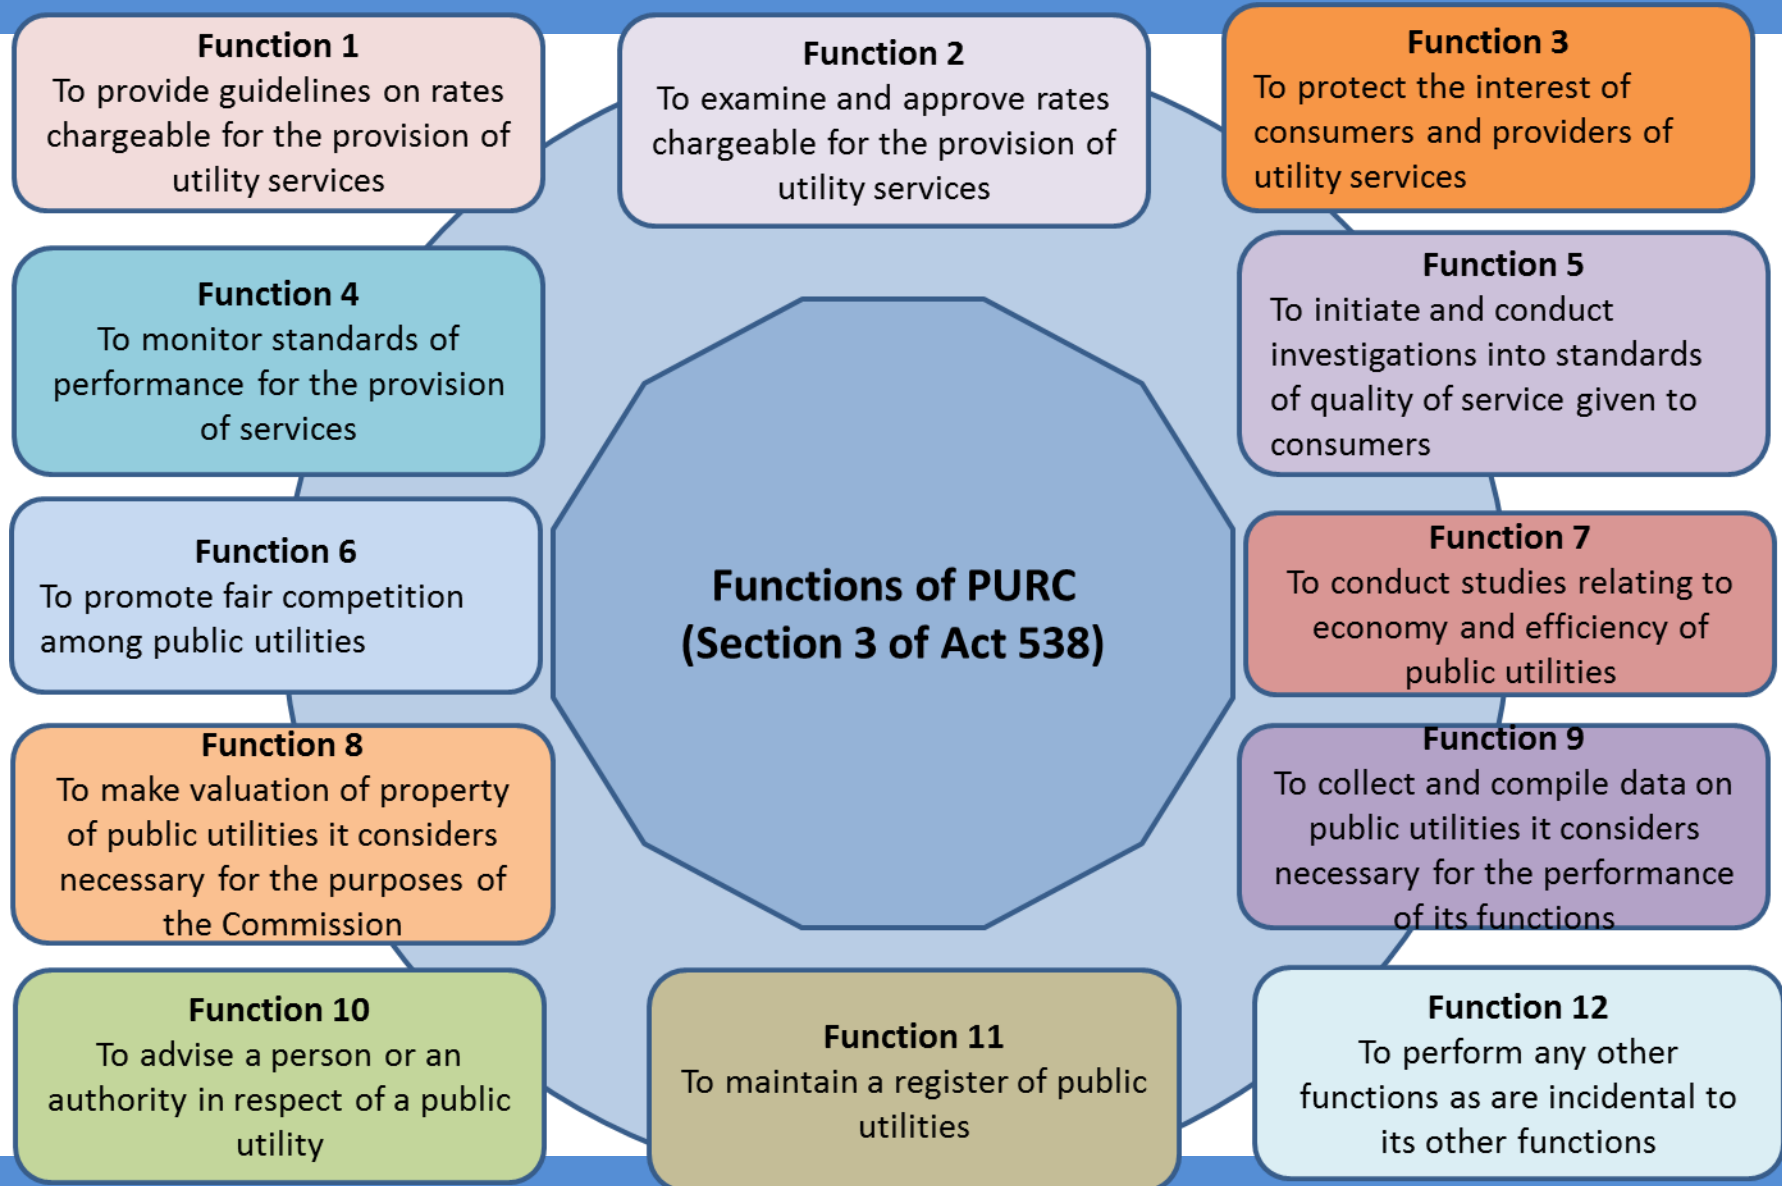 Function 1
To provide guidelines on rates
chargeable for the provision of
utility services
Function 2
To examine and approve rates
chargeable for the provision of
utility services
Function 3
To protect the interest of
consumers and providers of
utility services
Function 4
To monitor standards of
performance for the provision
of services
Function 5
To initiate and conduct
investigations into standards
of quality of service given to
consumers
Function 6
To promote fair competition
among public utilities
Functions of PURC
(Section 3 of Act 538)
Function 7
To conduct studies relating to
economy and efficiency of
public utilities
Function 8
To make valuation of property
of public utilities it considers
necessary for the purposes of
the Commission
Function 9
To collect and compile data on
public utilities it considers
necessary for the performance
of its functions
Function 10
To advise a person or an
authority in respect of a public
utility
Function 11
To maintain a register of public
utilities
Function 12
To perform any other
functions as are incidental to
its other functions